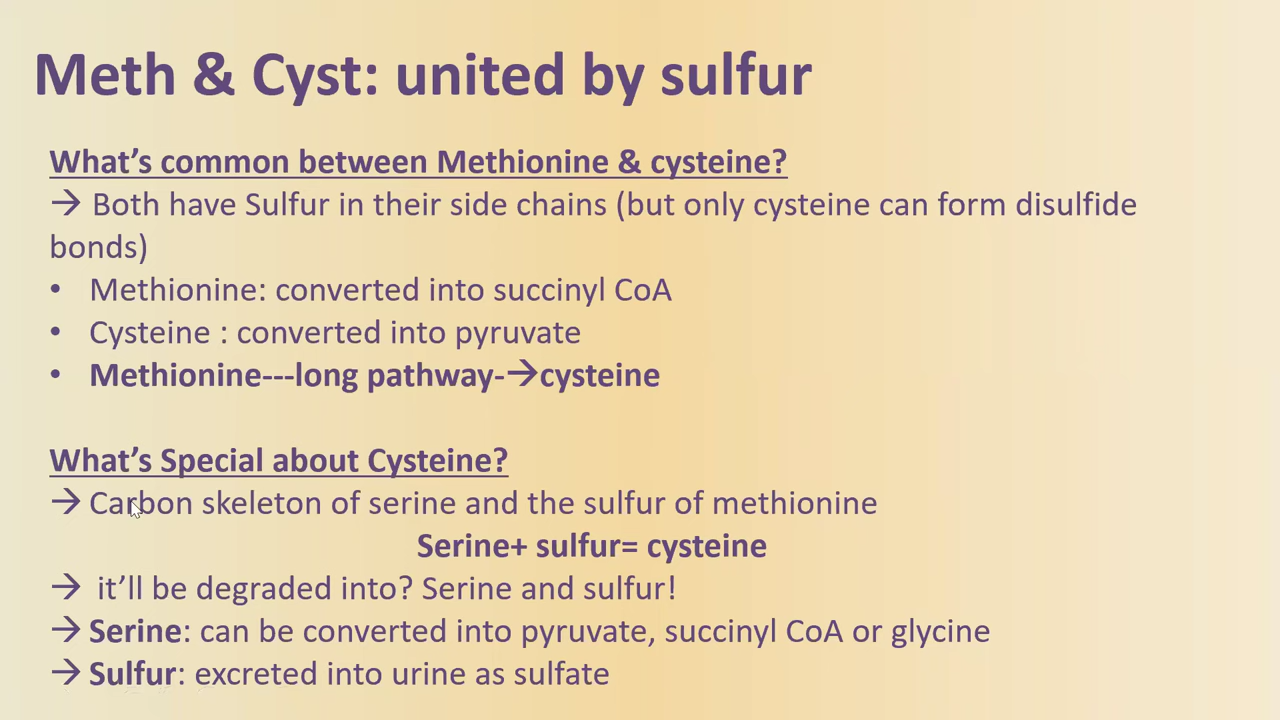 Meth & Cyst: united by sulfur
What’s common between Methionine & cysteine?
→ Both have Sulfur in their side chains (but only cysteine can form disulfide
bonds)
• Methionine: converted into succinyl CoA
• Cysteine : converted into pyruvate
• Methionine---long pathway-→cysteine
What’s Special about Cysteine?
→ Carbon skeleton of serine and the sulfur of methionine
Serine+ sulfur= cysteine
→ it’ll be degraded into? Serine and sulfur!
→ Serine: can be converted into pyruvate, succinyl CoA or glycine
→ Sulfur: excreted into urine as sulfate